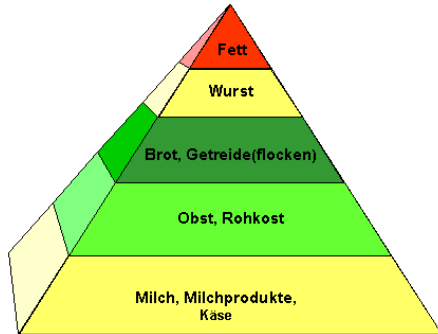 Fett
Wurst
Brot, Getreide(flocken)
Obst, Rohkost
Milch, Milchprodukte,
Käse